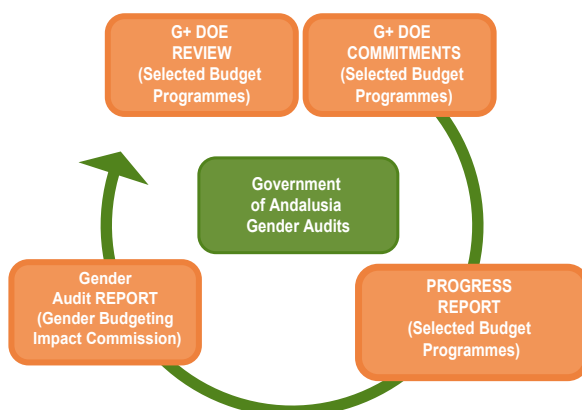 G+ DOE
REVIEW
(Selected Budget
Programmes)
G+ DOE
COMMITMENTS
(Selected Budget
Programmes)
Government
of Andalusia
Gender Audits
Gender
Audit REPORT
(Gender Budgeting
Impact Commission)
PROGRESS
REPORT
(Selected Budget
Programmes)